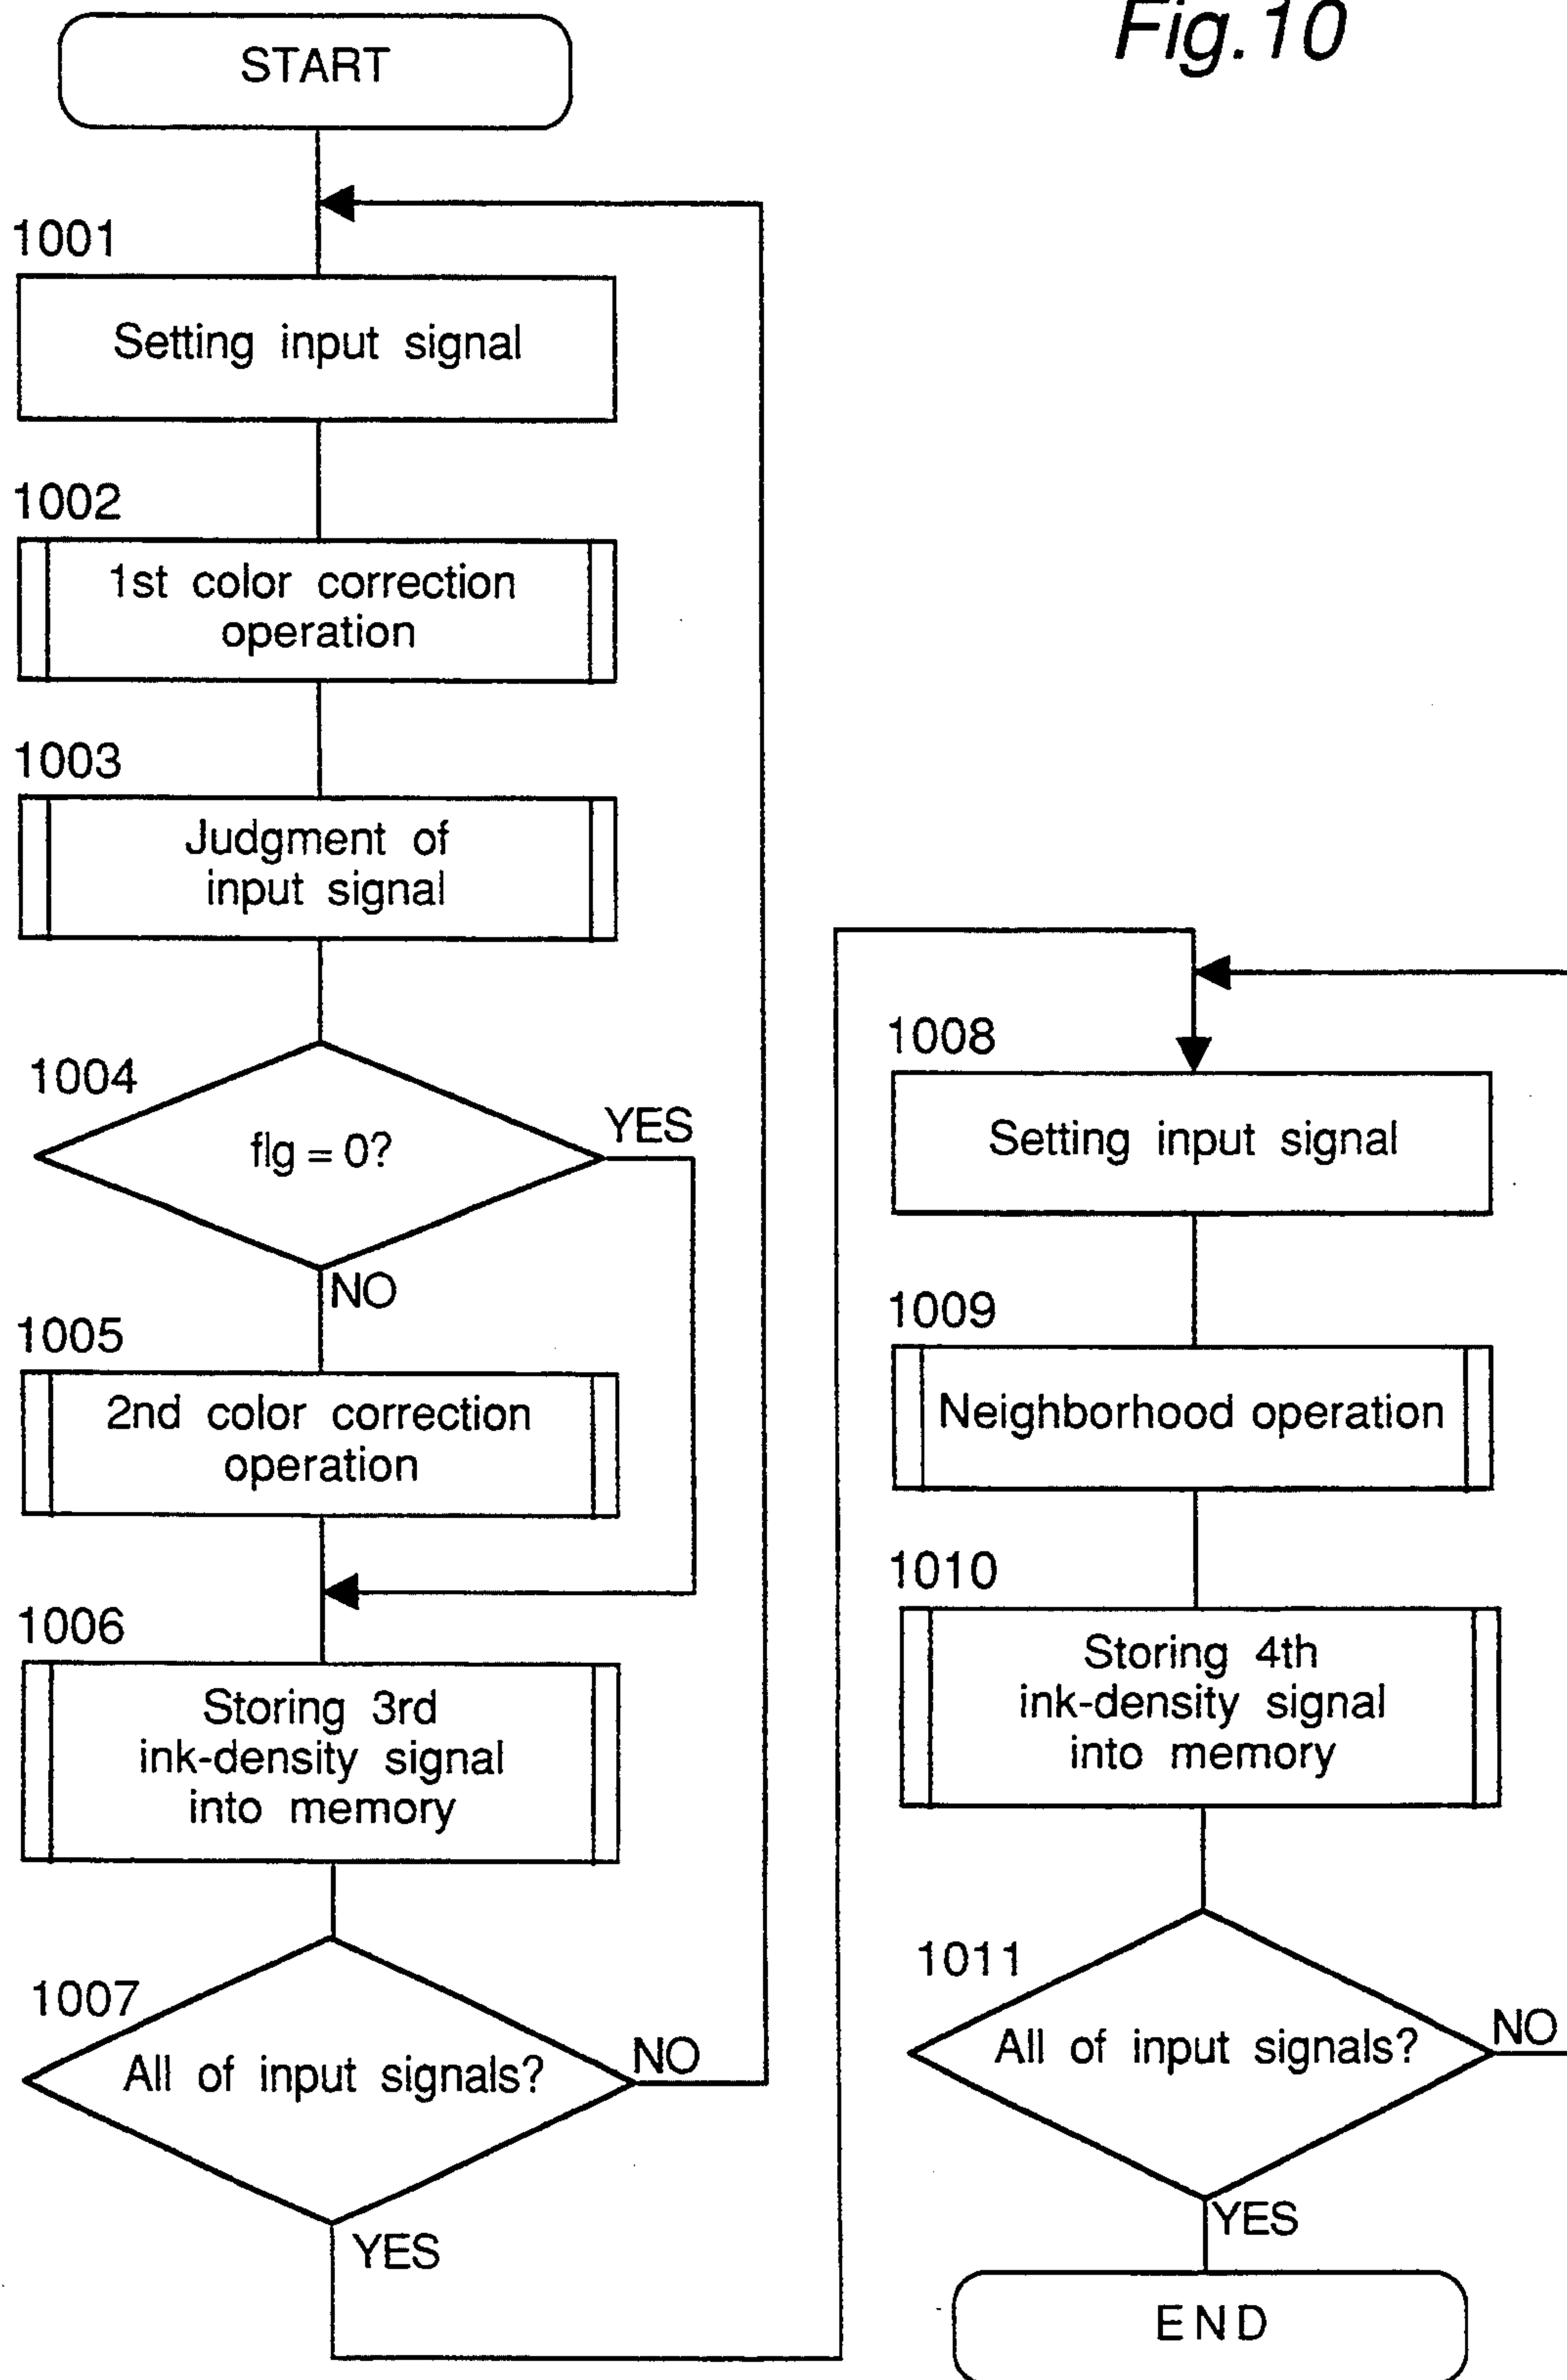 Fig.10
START
1001
Setting input signal
1002
1st color correction
operation
1003
Judgment of
input signal
1004
flg = 0?
YES
NO
1005
2nd color correction
operation
1006
Storing 3rd
ink-density signal
into memory
1007
All of input signals?
NO
YES
1008
Setting input signal
1009
Neighborhood operation
1010
Storing 4th
ink-density signal
into memory
1011
All of input signals?
NO
YES
END